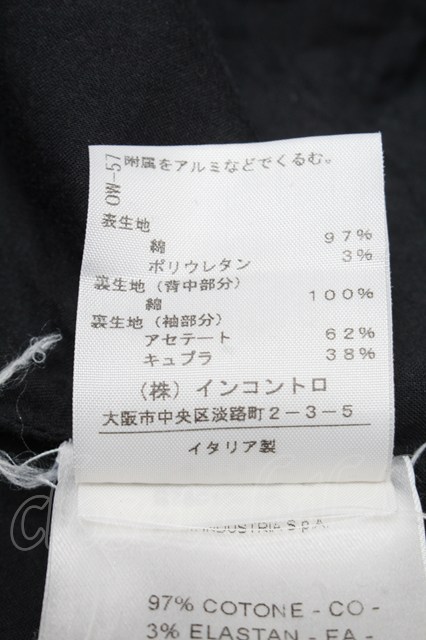 附属をアルミなどでくるむ。
OW-57
表生地
綿 97%
ポリウレタン 3%
裏生地（背中部分）
綿 100%
裏生地（袖部分）
アセテート 62%
キュプラ 38%
（株）インコントロ
大阪市中央区淡路町2-3-5
イタリア製
INDUSTRIA S.p.A.
97% COTONE - CO -
3% ELASTAN - EA -